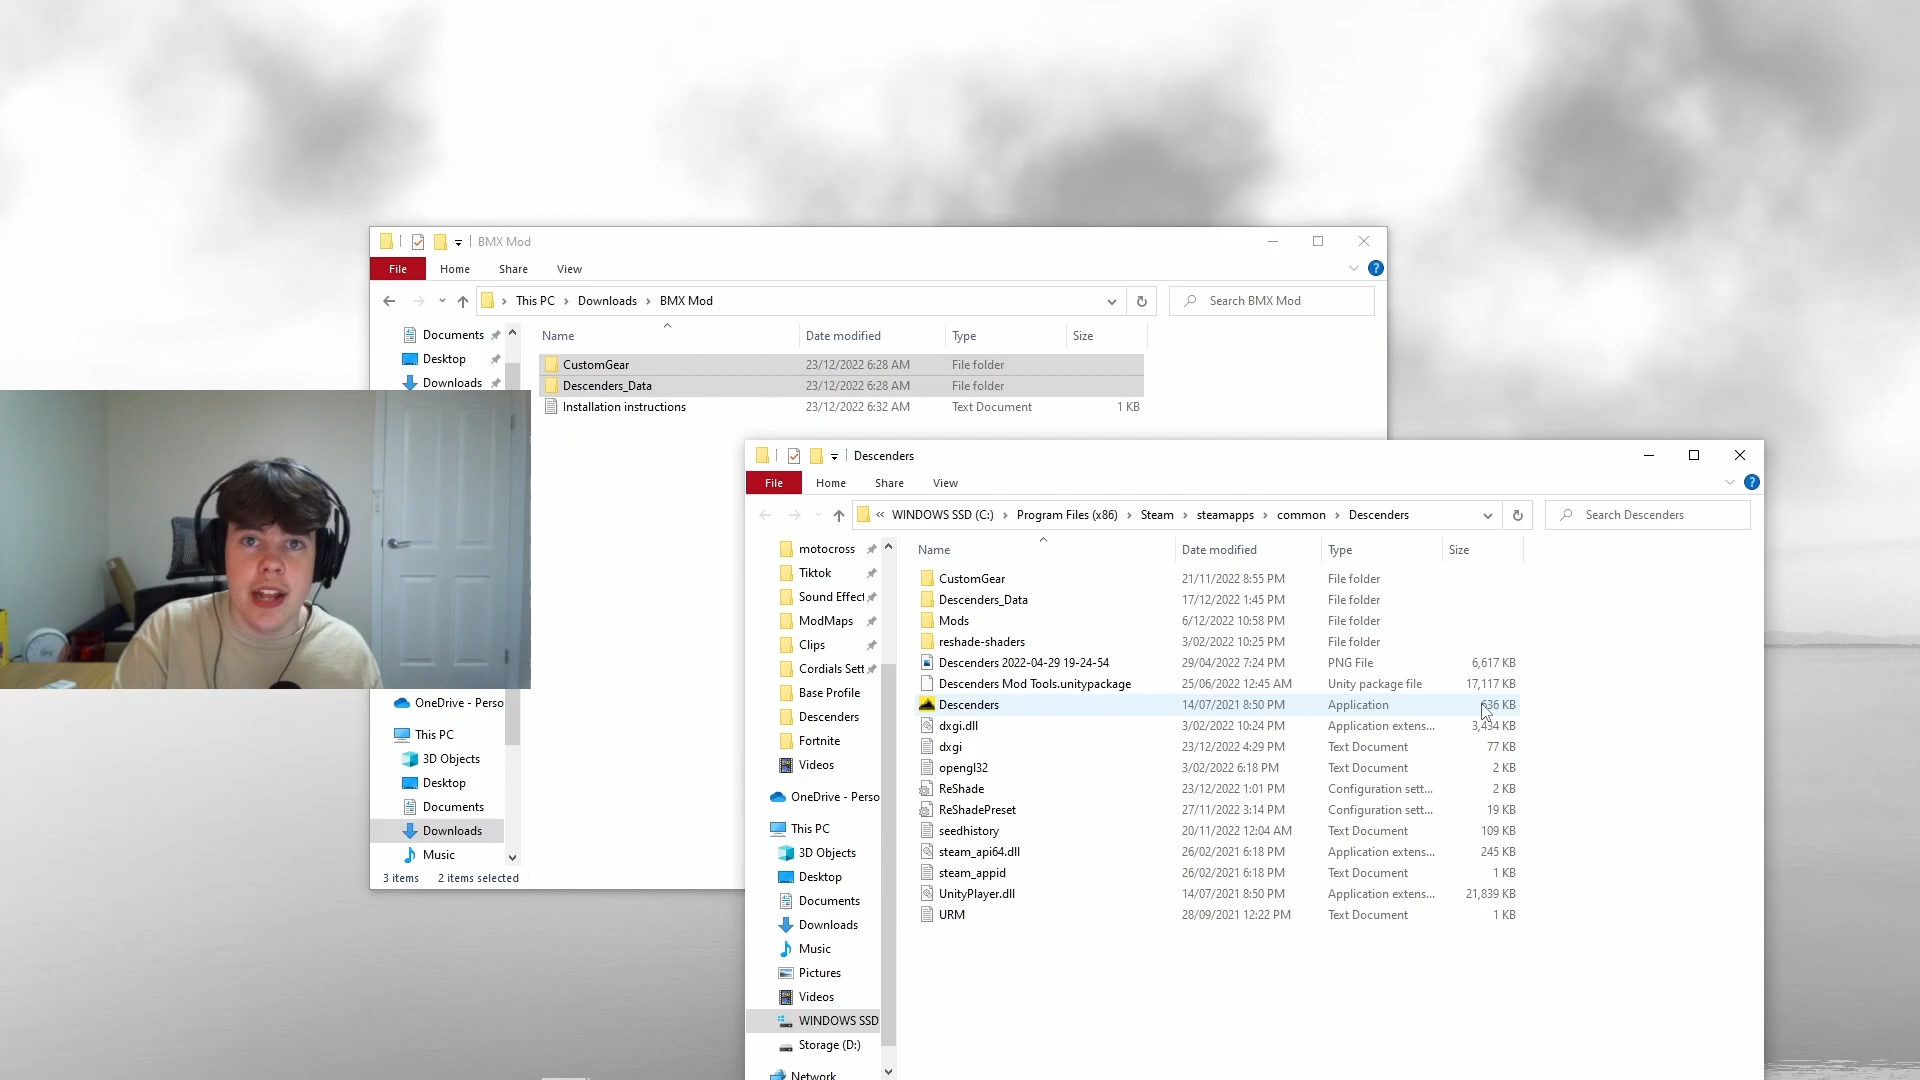 BMX Mod
File Home Share View
This PC Downloads BMX Mod
Search BMX Mod
Documents
Desktop
Downloads
Name Date modified Type Size
CustomGear 23/12/2022 6:28 AM File folder
Descenders_Data 23/12/2022 6:28 AM File folder
Installation instructions 23/12/2022 6:32 AM Text Document 1 KB
OneDrive - Perso
This PC
3D Objects
Desktop
Documents
Downloads
Music
3 items 2 items selected
Descenders
File Home Share View
« WINDOWS SSD (C:) Program Files (x86) Steam steamapps common Descenders
Search Descenders
motocross
Tiktok
Sound Effect
ModMaps
Clips
Cordials Sett
Base Profile
Descenders
Fortnite
Videos
OneDrive - Perso
This PC
3D Objects
Desktop
Documents
Downloads
Music
Pictures
Videos
WINDOWS SSD
Storage (D:)
Network
Name Date modified Type Size
CustomGear 21/11/2022 8:55 PM File folder
Descenders_Data 17/12/2022 1:45 PM File folder
Mods 6/12/2022 10:58 PM File folder
reshade-shaders 3/02/2022 10:25 PM File folder
Descenders 2022-04-29 19-24-54 29/04/2022 7:24 PM PNG File 6,617 KB
Descenders Mod Tools.unitypackage 25/06/2022 12:45 AM Unity package file 17,117 KB
Descenders 14/07/2021 8:50 PM Application 636 KB
dxgi.dll 3/02/2022 10:24 PM Application extens... 3,434 KB
dxgi 23/12/2022 4:29 PM Text Document 77 KB
opengl32 3/02/2022 6:18 PM Text Document 2 KB
ReShade 23/12/2022 1:01 PM Configuration sett... 2 KB
ReShadePreset 27/11/2022 3:14 PM Configuration sett... 19 KB
seedhistory 20/11/2022 12:04 AM Text Document 109 KB
steam_api64.dll 26/02/2021 6:18 PM Application extens... 245 KB
steam_appid 26/02/2021 6:18 PM Text Document 1 KB
UnityPlayer.dll 14/07/2021 8:50 PM Application extens... 21,839 KB
URM 28/09/2021 12:22 PM Text Document 1 KB